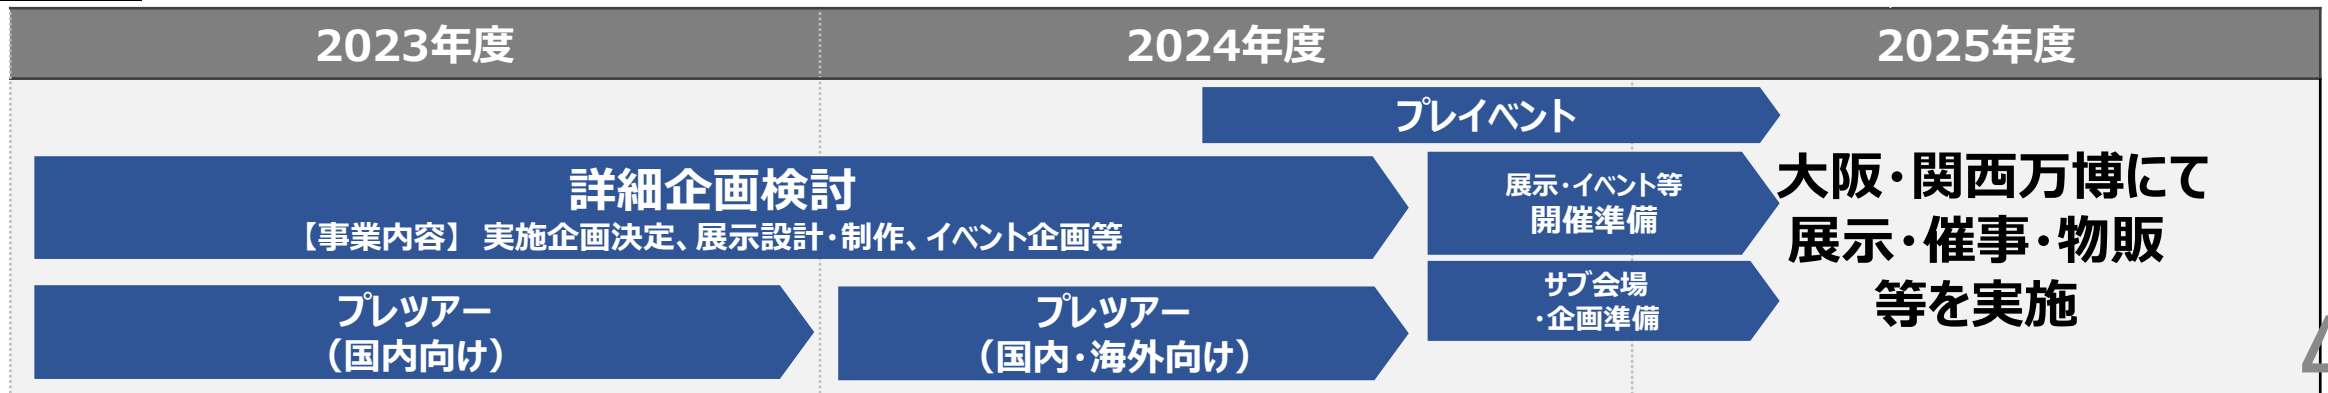 2023年度 2024年度 2025年度
プレイベント
詳細企画検討
【事業内容】 実施企画決定、展示設計・制作、イベント企画等
展示・イベント等
開催準備
大阪・関西万博にて
展示・催事・物販
等を実施
サブ会場
・企画準備
プレツアー
（国内向け）
プレツアー
（国内・海外向け）